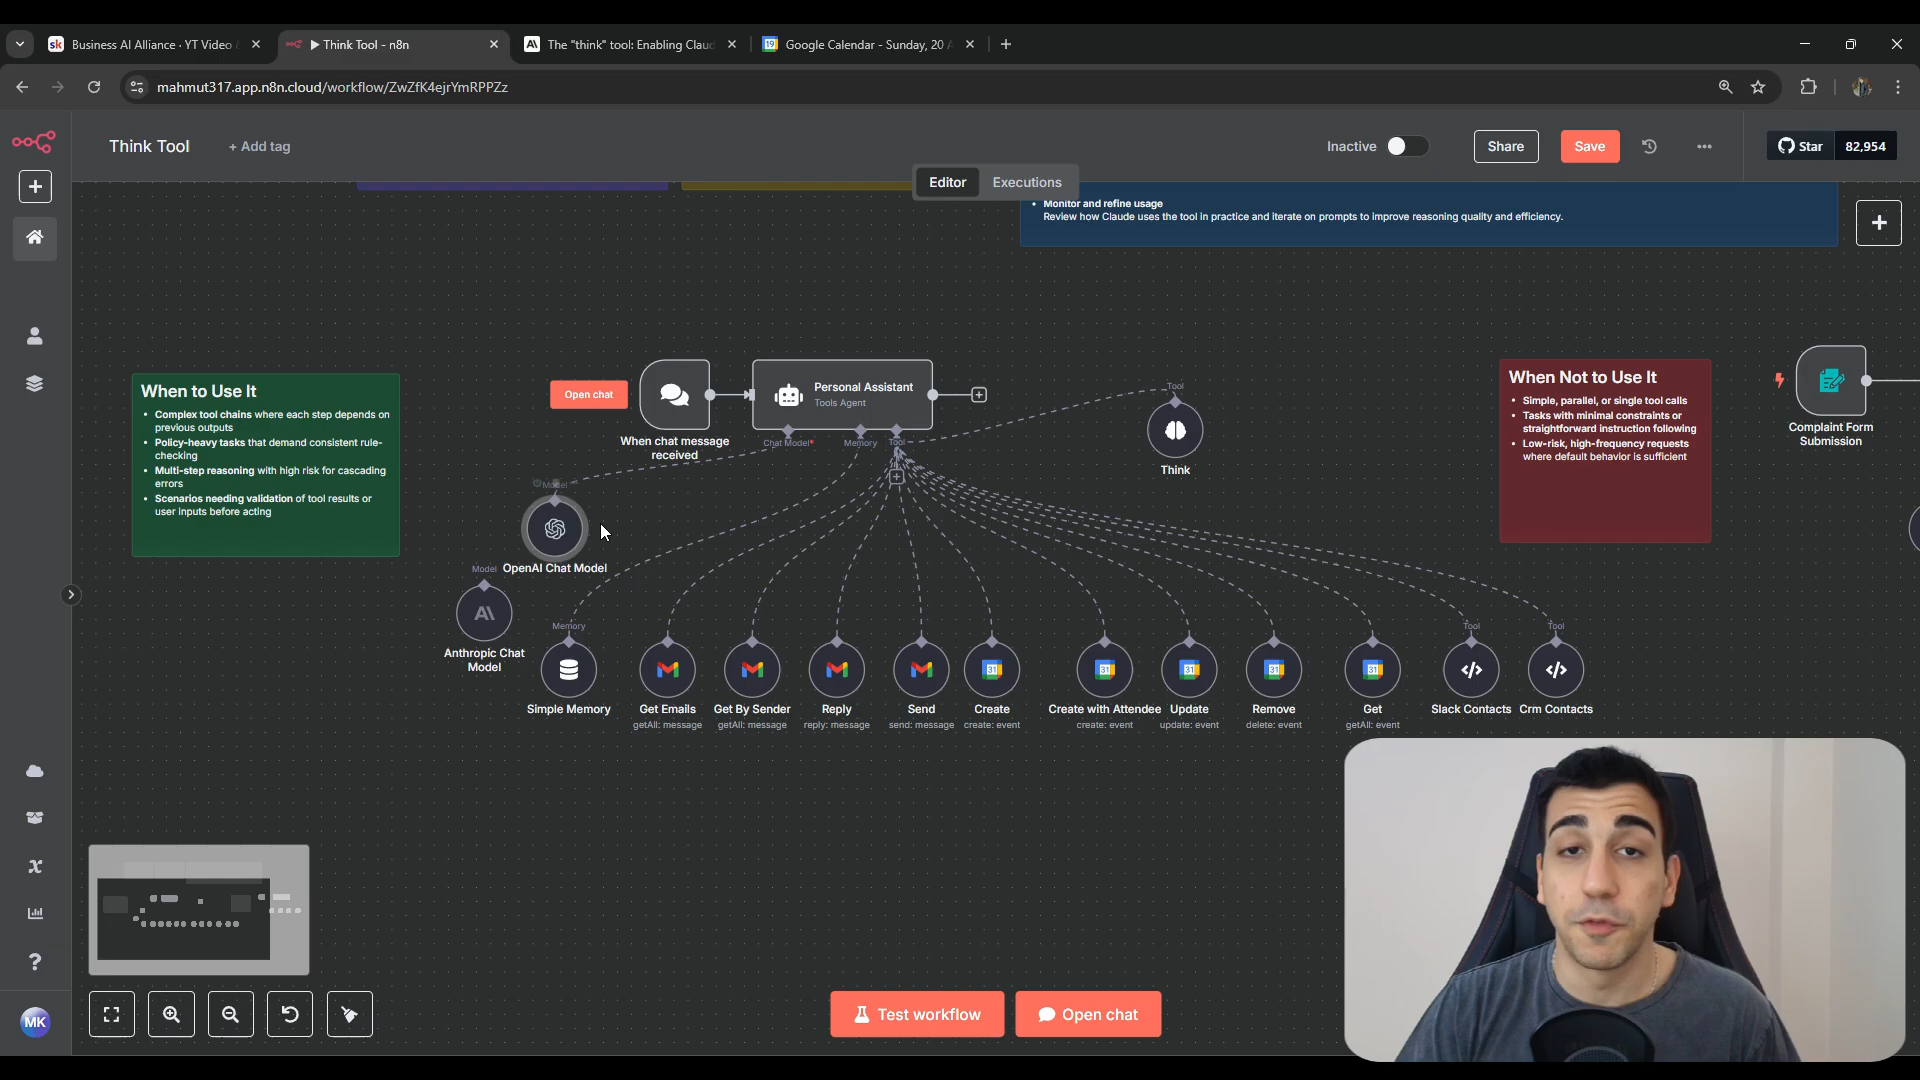 Business AI Alliance · YT Video
Think Tool - n8n
The "think" tool: Enabling Clauc
Google Calendar - Sunday, 20 A
mahmut317.app.n8n.cloud/workflow/ZwZfK4ejrYmRPPZz
Think Tool
+ Add tag
Inactive
Share
Save
Star
82,954
Editor
Executions
Monitor and refine usage
Review how Claude uses the tool in practice and iterate on prompts to improve reasoning quality and efficiency.
When to Use It
Complex tool chains where each step depends on
previous outputs
Policy-heavy tasks that demand consistent rule-
checking
Multi-step reasoning with high risk for cascading
errors
Scenarios needing validation of tool results or
user inputs before acting
Open chat
When chat message
received
Personal Assistant
Tools Agent
Chat Model*
Memory
Tool
Tool
Think
When Not to Use It
Simple, parallel, or single tool calls
Tasks with minimal constraints or
straightforward instruction following
Low-risk, high-frequency requests
where default behavior is sufficient
Complaint Form
Submission
Model
OpenAI Chat Model
Model
Anthropic Chat
Model
Memory
Simple Memory
Get Emails
getAll: message
Get By Sender
getAll: message
Reply
reply: message
Send
send: message
Create
create: event
Create with Attendee
create: event
Update
update: event
Remove
delete: event
Get
getAll: event
Tool
Slack Contacts
Tool
Crm Contacts
MK
Test workflow
Open chat